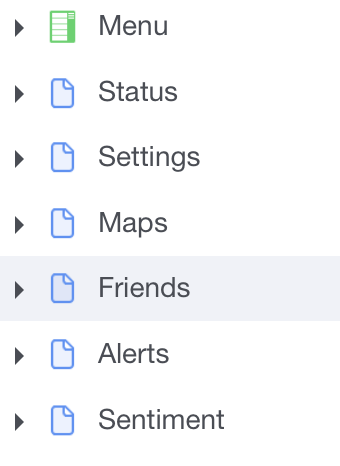 Menu
Status
Settings
Maps
Friends
Alerts
Sentiment